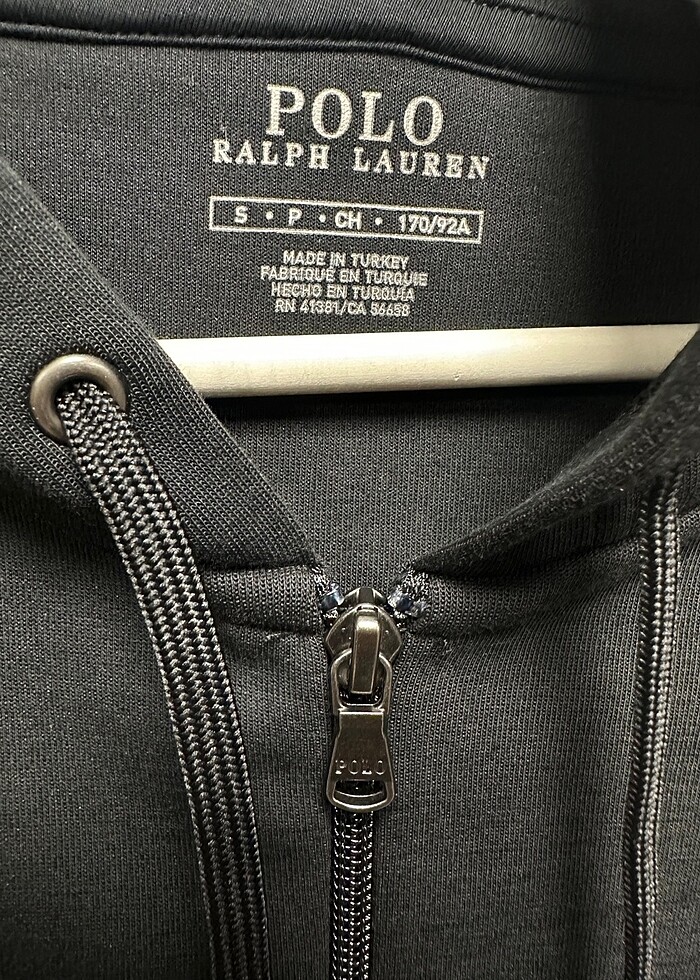 POLO
RALPH LAUREN
S • P • CH • 170/92A
MADE IN TURKEY
FABRIQUÉ EN TURQUIE
HECHO EN TURQUÍA
RN 41381/CA 56658
POLO